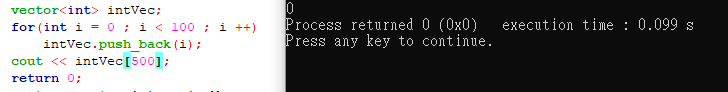 vector<int> intVec;
for(int i = 0 ; i < 100 ; i ++)
    intVec.push_back(i);
cout << intVec[500];
return 0;
0
Process returned 0 (0x0)   execution time : 0.099 s
Press any key to continue.